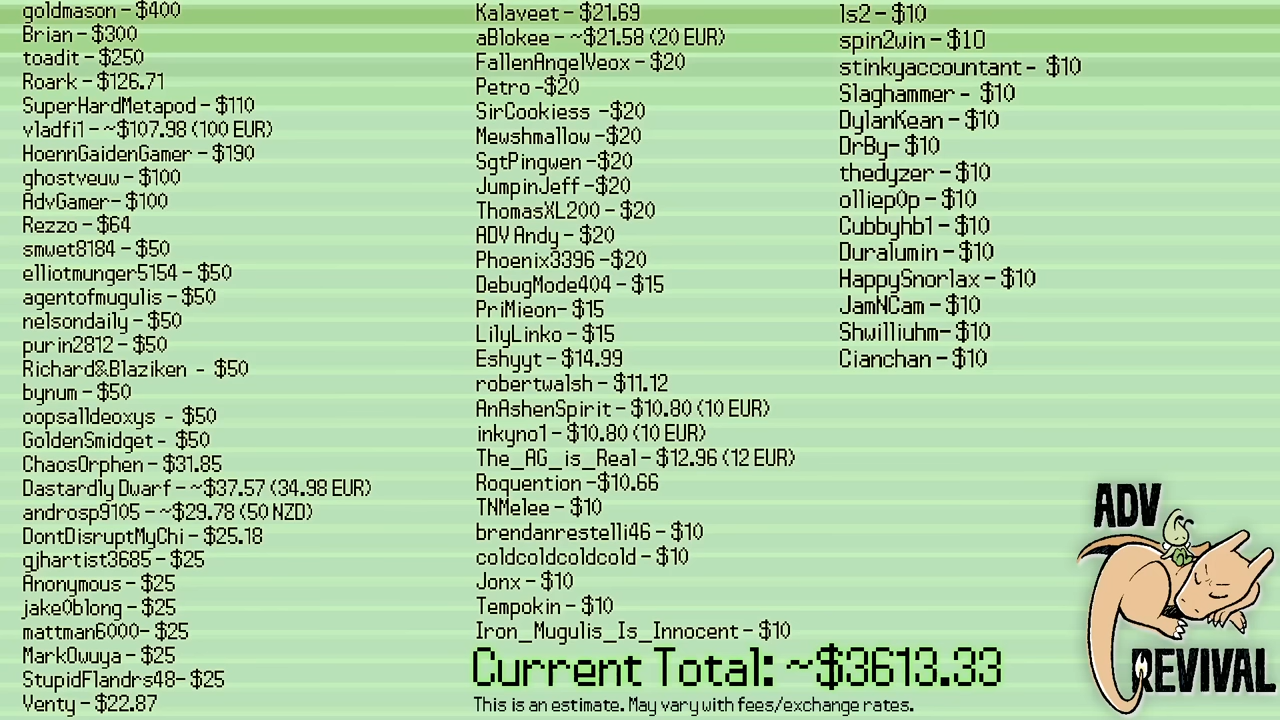 goldmason - $400
Brian - $300
toadit - $250
Roark - $126.71
SuperHardMetapod - $110
vladfi1 - ~$107.98 (100 EUR)
HoennGaidenGamer - $190
ghostveuw - $100
AdvGamer- $100
Rezzo - $64
smwet8184 - $50
elliotmunger5154 - $50
agentofmugulis - $50
nelsondaily - $50
purin2812 - $50
Richard&Blaziken - $50
bynum - $50
oopsalldeoxys - $50
GoldenSmidget - $50
ChaosOrphen - $31.85
Dastardly Dwarf - ~$37.57 (34.98 EUR)
androsp9105 - ~$29.78 (50 NZD)
DontDisruptMyChi - $25.18
gjhartist3685 - $25
Anonymous - $25
jake0blong - $25
mattman6000- $25
MarkOwuya - $25
StupidFlandrs48- $25
Venty - $22.87
Kalaveet - $21.69
aBlokee - ~$21.58 (20 EUR)
FallenAngelVeox - $20
Petro -$20
SirCookiess -$20
Mewshmallow -$20
SgtPingwen -$20
JumpinJeff -$20
ThomasXL200 - $20
ADV Andy - $20
Phoenix3396 -$20
DebugMode404 - $15
PriMieon- $15
LilyLinko - $15
Eshyyt - $14.99
robertwalsh - $11.12
AnAshenSpirit - $10.80 (10 EUR)
inkyno1 - $10.80 (10 EUR)
The_AG_is_Real - $12.96 (12 EUR)
Roquention -$10.66
TNMelee - $10
brendanrestelli46 - $10
coldcoldcoldcold - $10
Jonx - $10
Tempokin - $10
Iron_Mugulis_Is_Innocent - $10
Current Total: ~$3613.33
This is an estimate. May vary with fees/exchange rates.
ls2 - $10
spin2win - $10
stinkyaccountant - $10
Slaghammer - $10
DylanKean - $10
DrBy- $10
thedyzer - $10
olliep0p - $10
Cubbyhb1 - $10
Duralumin - $10
HappySnorlax - $10
JamNCam - $10
Shwilliuhm- $10
Cianchan - $10
ADV
REVIVAL